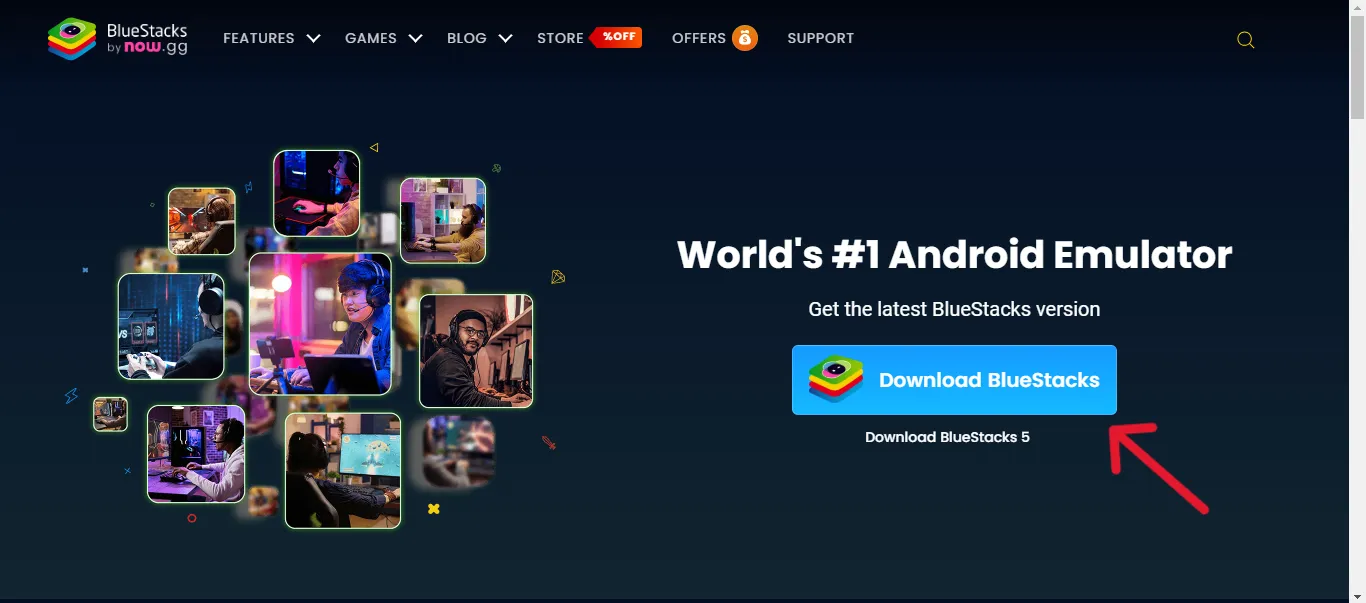 BlueStacks
by now.gg
FEATURES
GAMES
BLOG
STORE
%OFF
OFFERS
SUPPORT
World's #1 Android Emulator
Get the latest BlueStacks version
Download BlueStacks
Download BlueStacks 5
VS